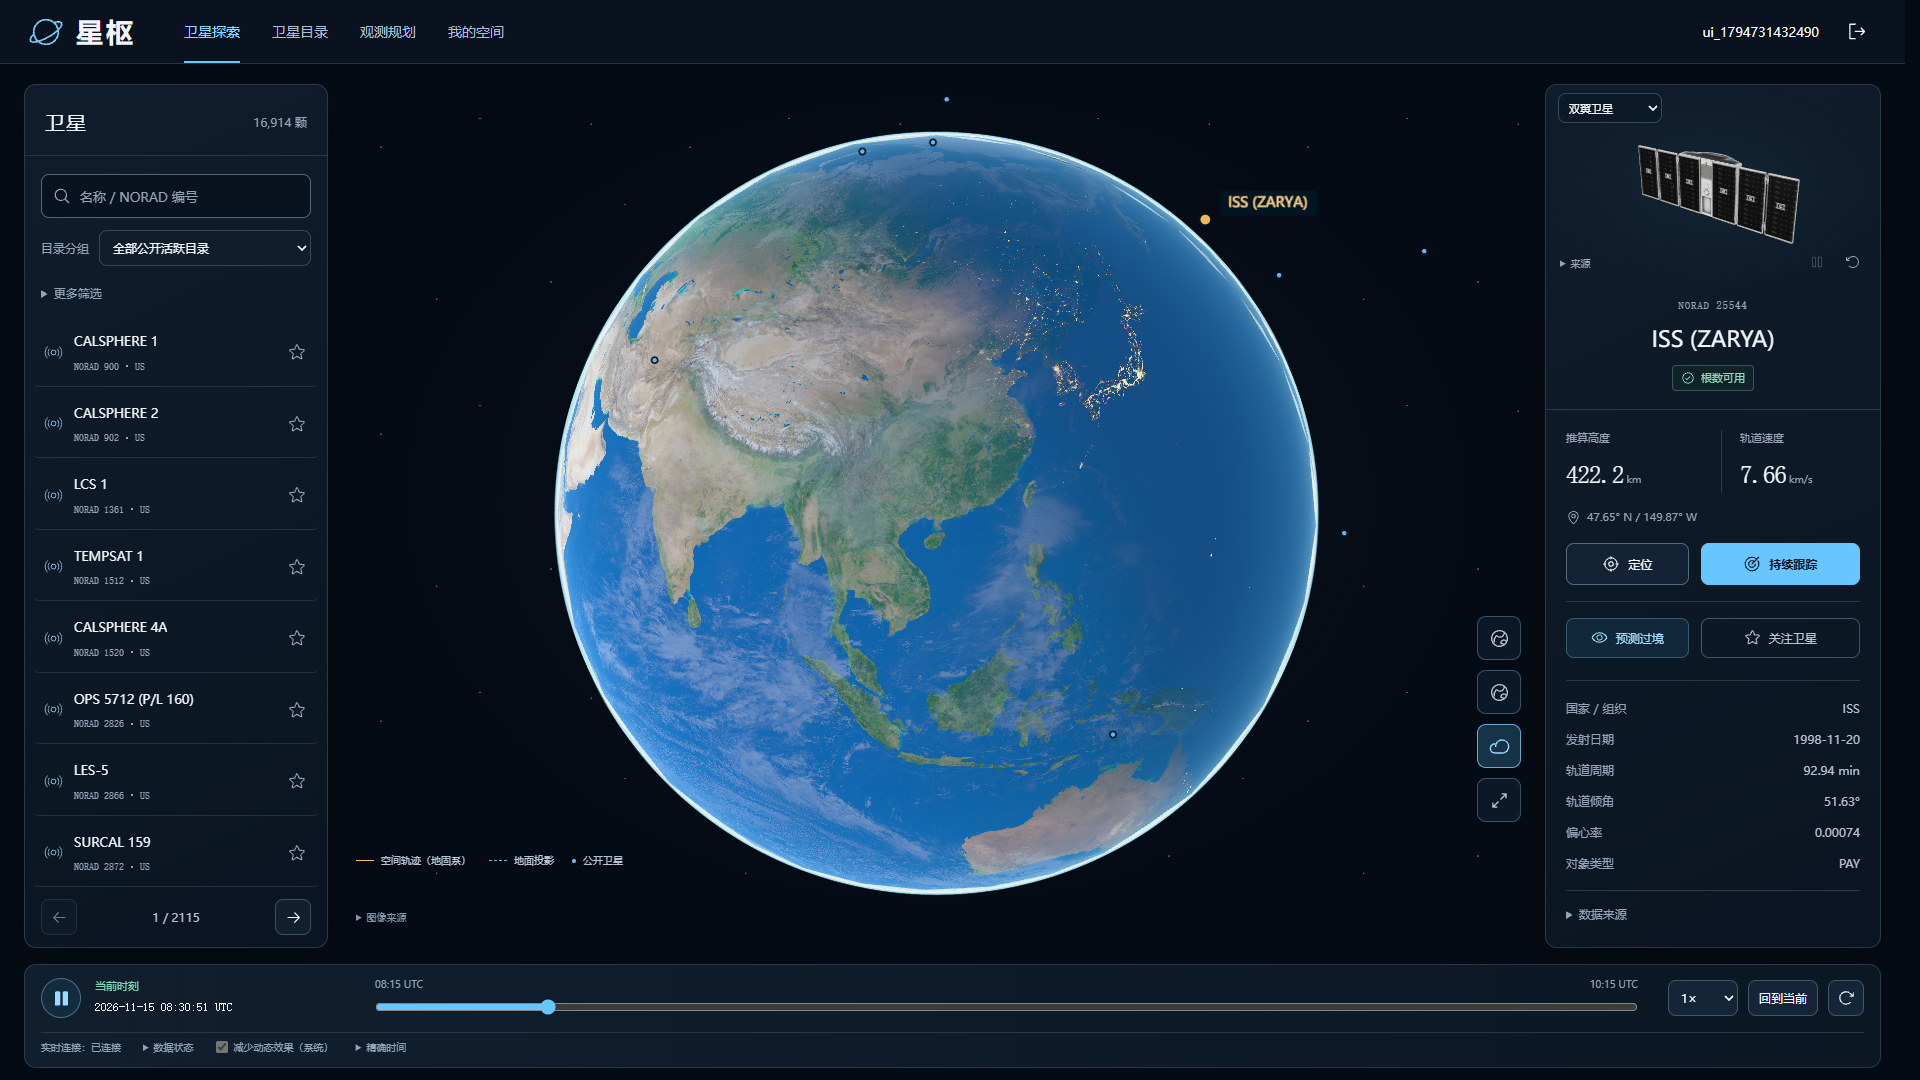 星枢
卫星探索
卫星目录
观测规划
我的空间
ui_1794731432490
卫星
16,914 颗
名称 / NORAD 编号
目录分组
全部公开活跃目录
更多筛选
CALSPHERE 1
NORAD 900 • US
CALSPHERE 2
NORAD 902 • US
LCS 1
NORAD 1361 • US
TEMPSAT 1
NORAD 1512 • US
CALSPHERE 4A
NORAD 1520 • US
OPS 5712 (P/L 160)
NORAD 2826 • US
LES-5
NORAD 2866 • US
SURCAL 159
NORAD 2872 • US
1 / 2115
ISS (ZARYA)
空间轨迹（地固系）
地面投影
公开卫星
图像来源
双翼卫星
来源
NORAD 25544
ISS (ZARYA)
根数可用
推算高度
422.2 km
轨道速度
7.66 km/s
47.65° N / 149.87° W
定位
持续跟踪
预测过境
关注卫星
国家 / 组织
ISS
发射日期
1998-11-20
轨道周期
92.94 min
轨道倾角
51.63°
偏心率
0.00074
对象类型
PAY
数据来源
当前时刻
2026-11-15 08:30:51 UTC
08:15 UTC
10:15 UTC
1×
回到当前
实时连接：已连接
数据状态
减少动态效果（系统）
精确时间